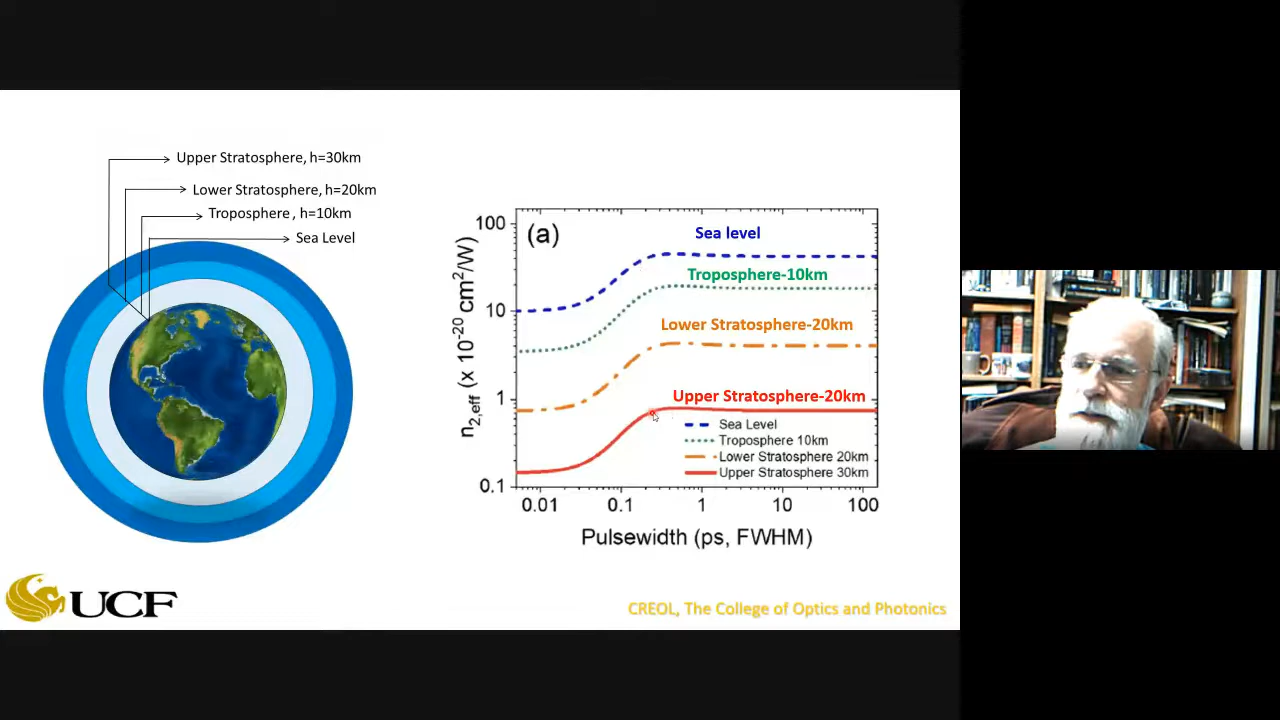 Upper Stratosphere, h=30km
Lower Stratosphere, h=20km
Troposphere , h=10km
Sea Level
(a)
Sea level
Troposphere-10km
Lower Stratosphere-20km
Upper Stratosphere-20km
Sea Level
Troposphere 10km
Lower Stratosphere 20km
Upper Stratosphere 30km
n2,eff (x 10-20 cm2/W)
100
10
1
0.1
0.01 0.1 1 10 100
Pulsewidth (ps, FWHM)
UCF
CREOL, The College of Optics and Photonics